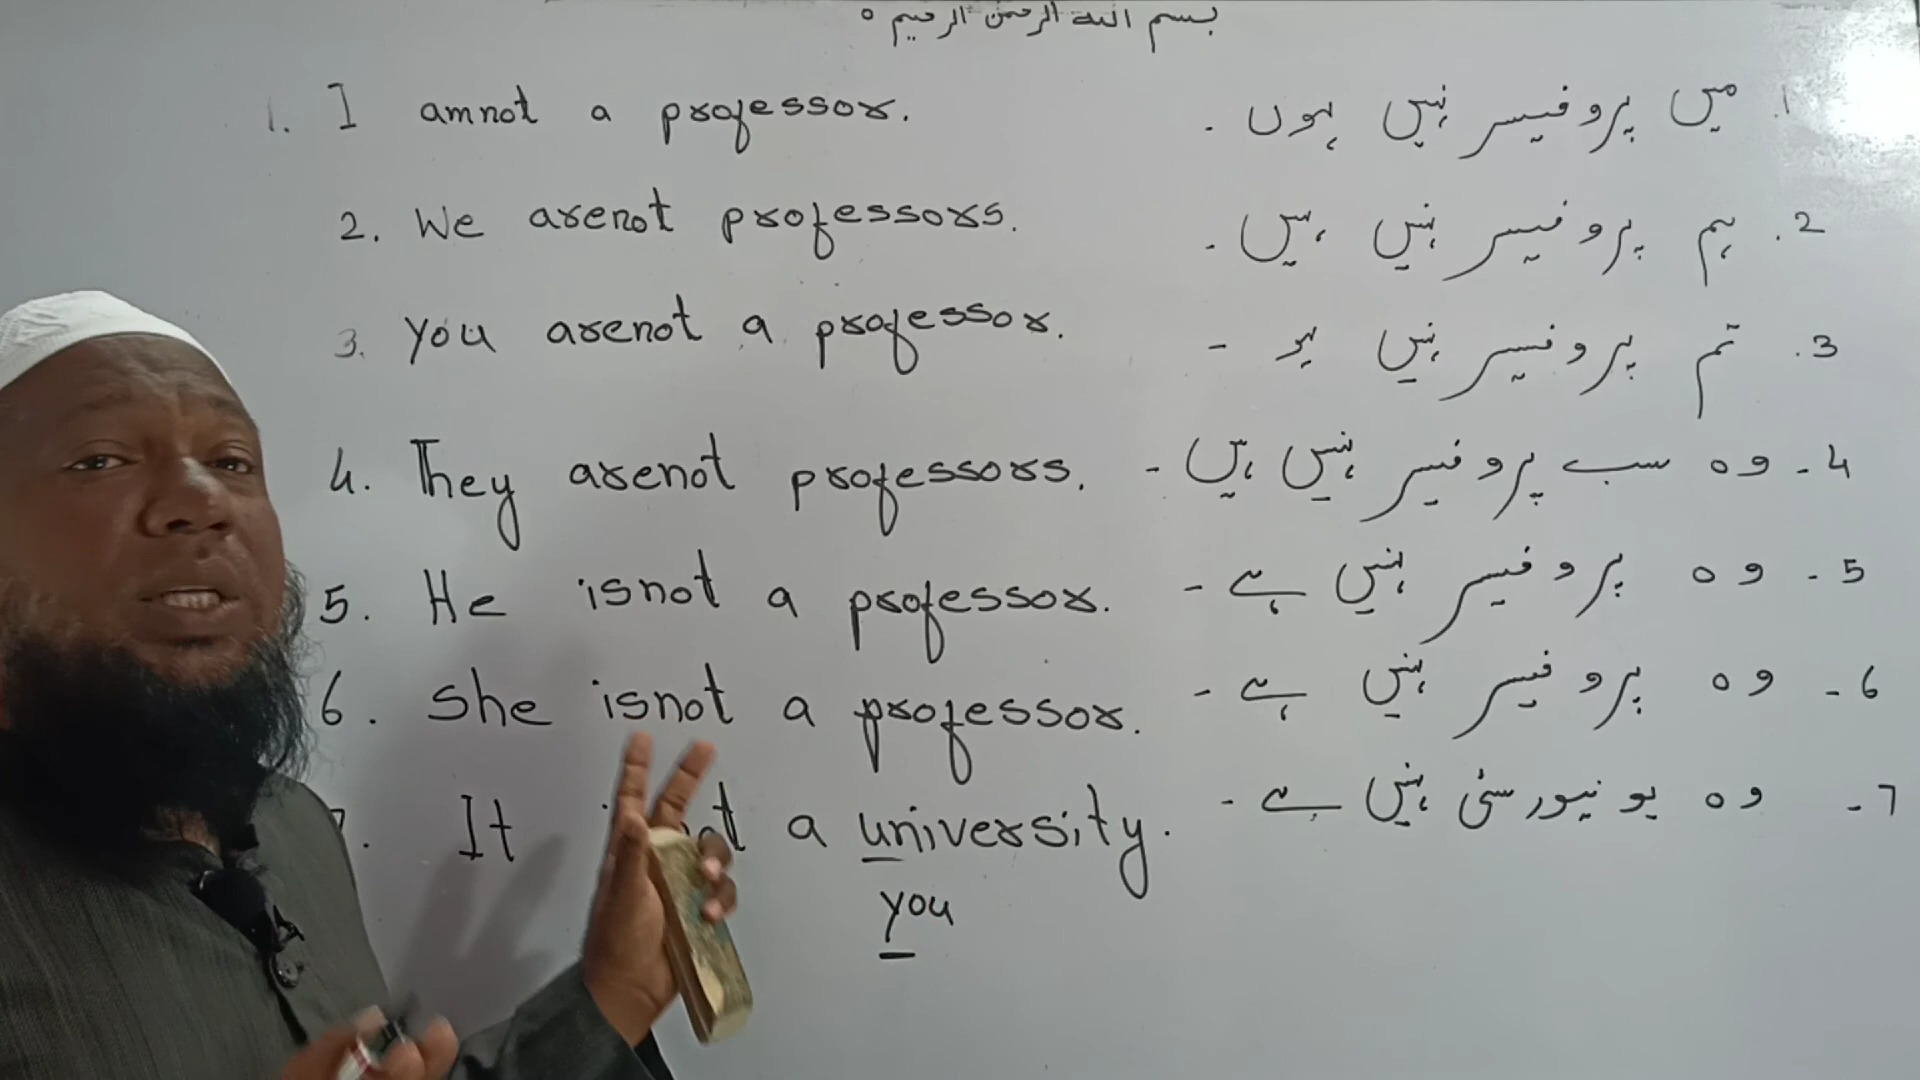 بسم اللہ الرحمن الرحیم ه
1. I amnot a professor. 1. میں پروفیسر نہیں ہوں ۔
2. We arenot professors. 2. ہم پروفیسر نہیں ہیں ۔
3. You arenot a professor. 3. تم پروفیسر نہیں ہو ۔
4. They arenot professors. 4۔ وہ سب پروفیسر نہیں ہیں ۔
5. He isnot a professor. 5۔ وہ پروفیسر نہیں ہے ۔
6. She isnot a professor. 6۔ وہ پروفیسر نہیں ہے ۔
7. It a university. 7۔ وہ یونیورسٹی نہیں ہے ۔
you